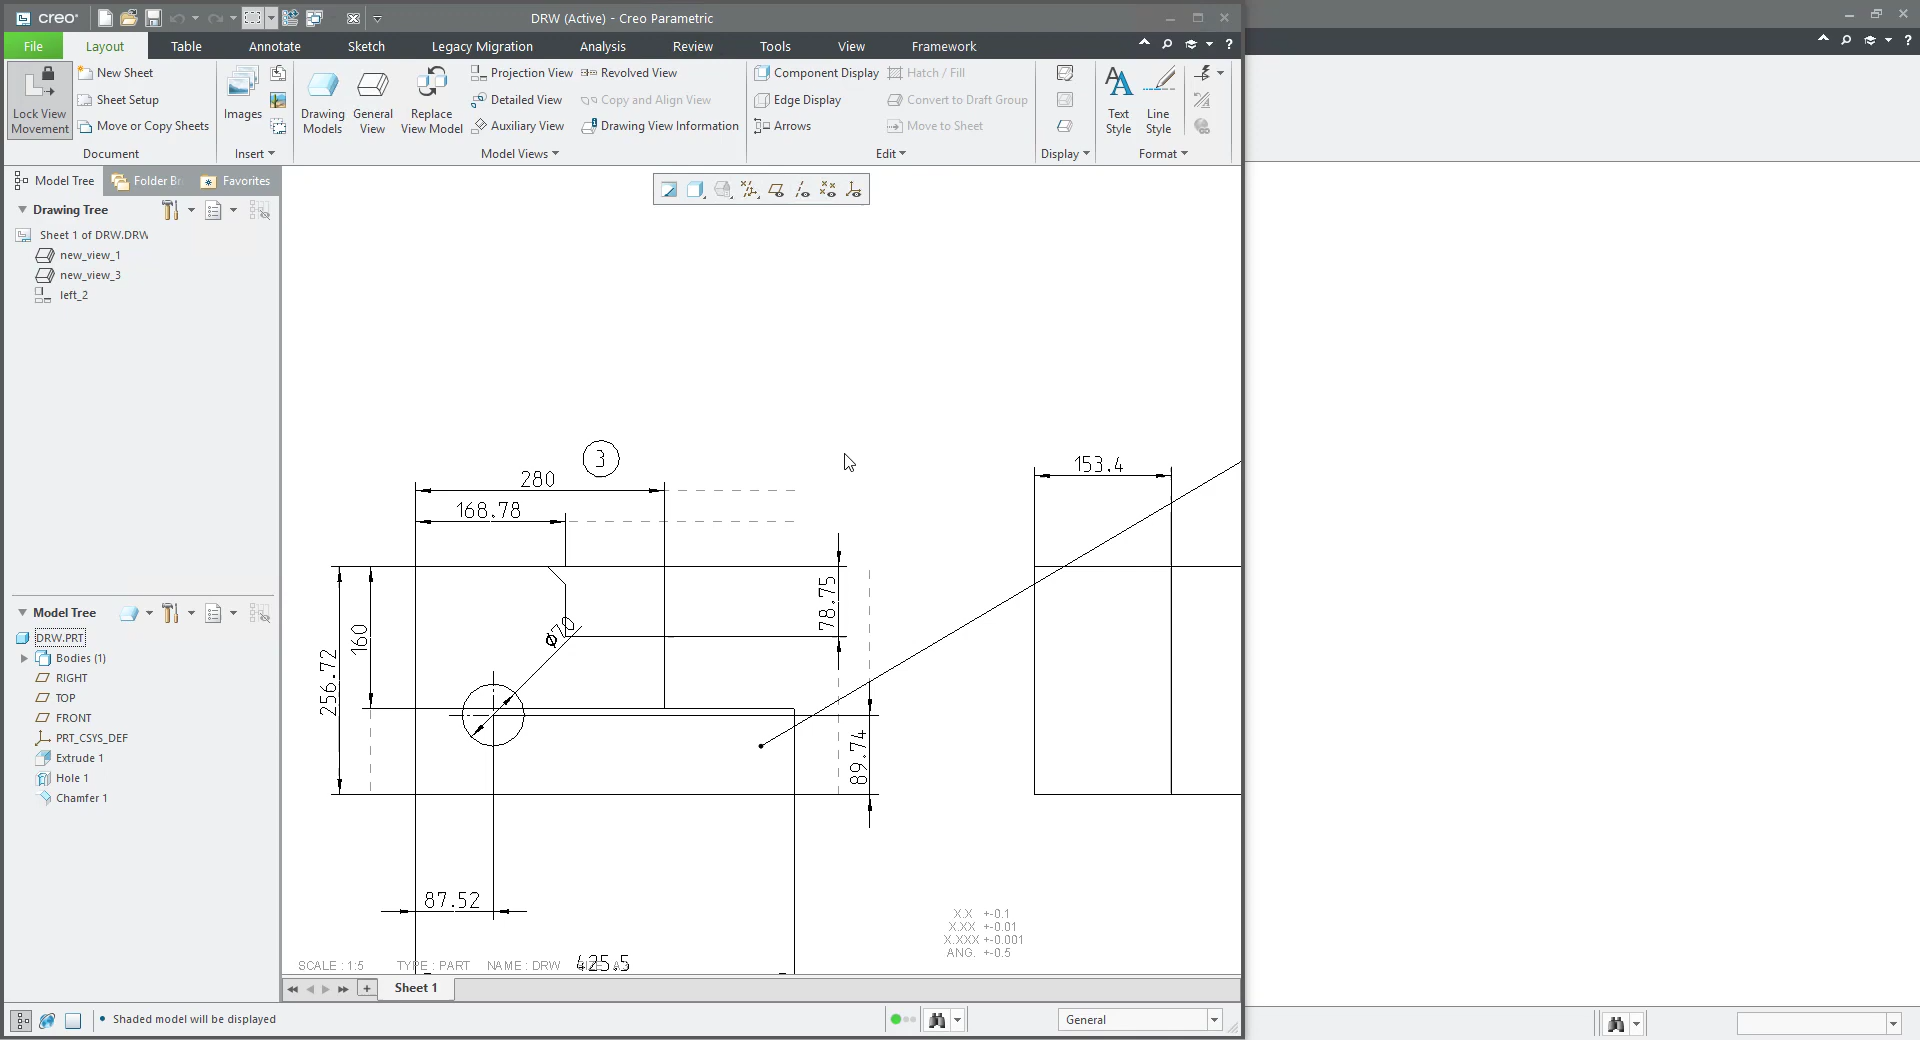 creo
DRW (Active) - Creo Parametric
File
Layout
Table
Annotate
Sketch
Legacy Migration
Analysis
Review
Tools
View
Framework
?
?
Lock View
Movement
New Sheet
Sheet Setup
Move or Copy Sheets
Document
Images
Insert
Drawing
Models
General
View
Replace
View Model
Projection View
Detailed View
Auxiliary View
Revolved View
Copy and Align View
Drawing View Information
Model Views
Component Display
Edge Display
Arrows
Hatch / Fill
Convert to Draft Group
Move to Sheet
Edit
Display
Text
Style
Line
Style
Format
Model Tree
Folder Br
Favorites
Drawing Tree
Sheet 1 of DRW.DRW
new_view_1
new_view_3
left_2
Model Tree
DRW.PRT
Bodies (1)
RIGHT
TOP
FRONT
PRT_CSYS_DEF
Extrude 1
Hole 1
Chamfer 1
3
280
168.78
153.4
78.75
ø70
160
256.72
89.74
87.52
425.5
X.X +-0.1
X.XX +-0.01
X.XXX +-0.001
ANG. +-0.5
SCALE : 1:5 TYPE : PART NAME : DRW
Sheet 1
Shaded model will be displayed
General